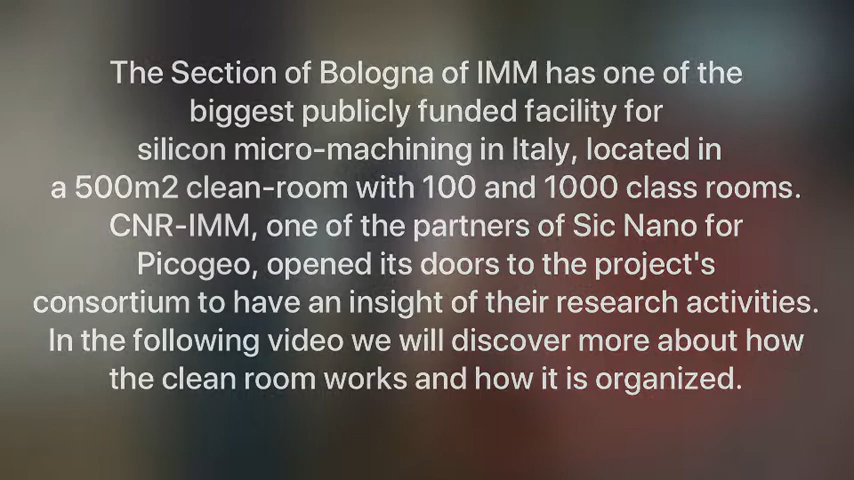 The Section of Bologna of IMM has one of the
biggest publicly funded facility for
silicon micro-machining in Italy, located in
a 500m2 clean-room with 100 and 1000 class rooms.
CNR-IMM, one of the partners of Sic Nano for
Picogeo, opened its doors to the project's
consortium to have an insight of their research activities.
In the following video we will discover more about how
the clean room works and how it is organized.